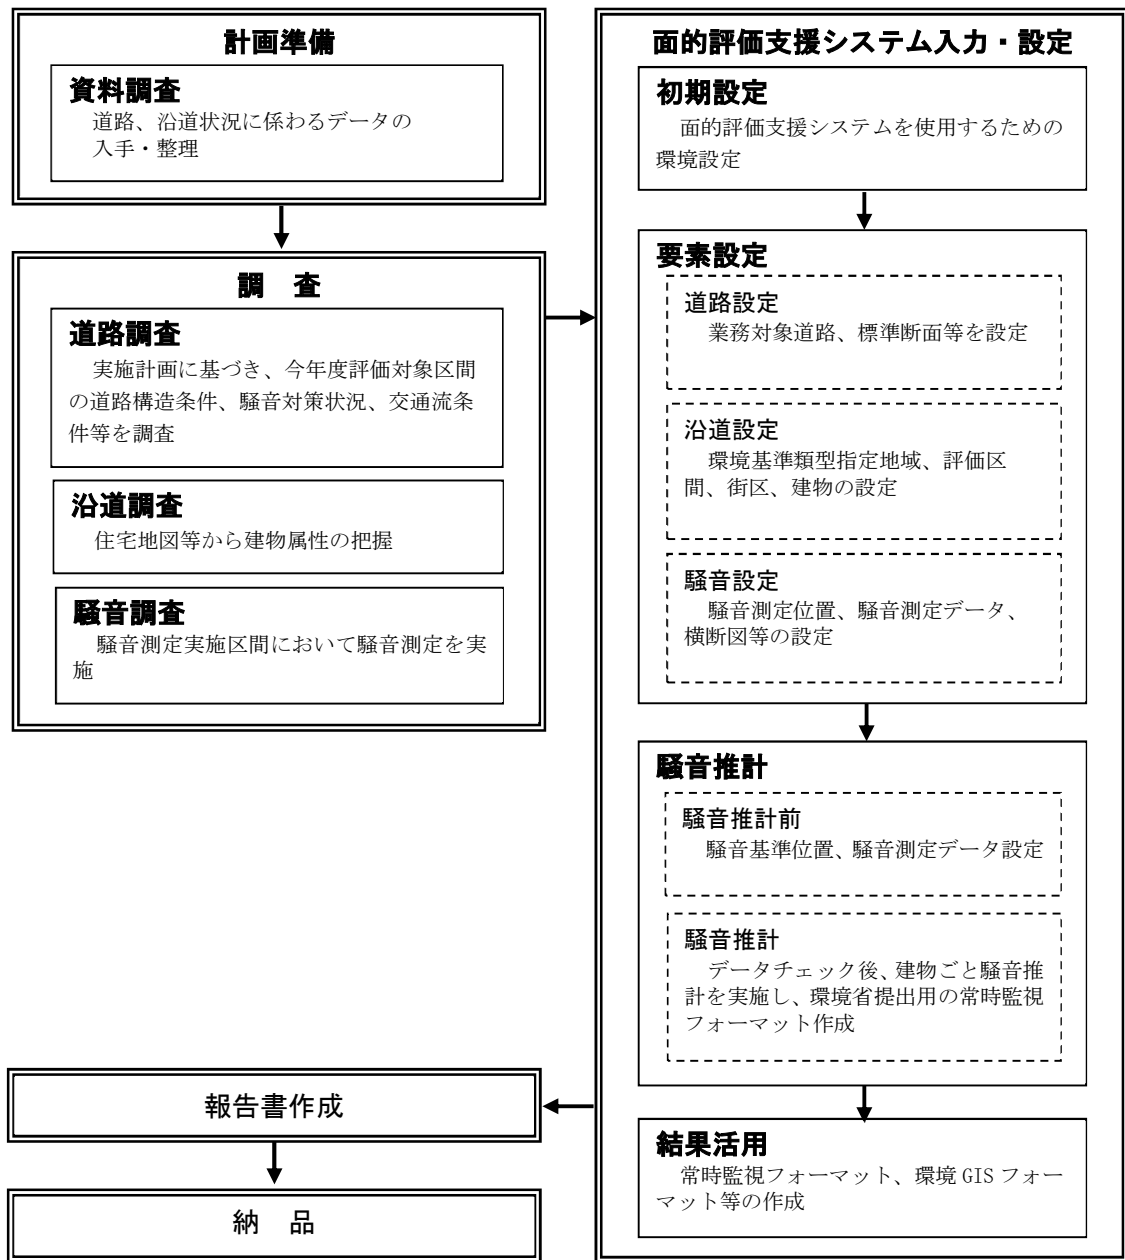 計画準備
資料調査
道路、沿道状況に係わるデータの
入手・整理
調　査
道路調査
実施計画に基づき、今年度評価対象区間
の道路構造条件、騒音対策状況、交通流条
件等を調査
沿道調査
住宅地図等から建物属性の把握
騒音調査
騒音測定実施区間において騒音測定を実
施
面的評価支援システム入力・設定
初期設定
面的評価支援システムを使用するための
環境設定
要素設定
道路設定
業務対象道路、標準断面等を設定
沿道設定
環境基準類型指定地域、評価区
間、街区、建物の設定
騒音設定
騒音測定位置、騒音測定データ、
横断図等の設定
騒音推計
騒音推計前
騒音基準位置、騒音測定データ設定
騒音推計
データチェック後、建物ごと騒音推
計を実施し、環境省提出用の常時監視
フォーマット作成
結果活用
常時監視フォーマット、環境 GIS フォー
マット等の作成
報告書作成
納　品